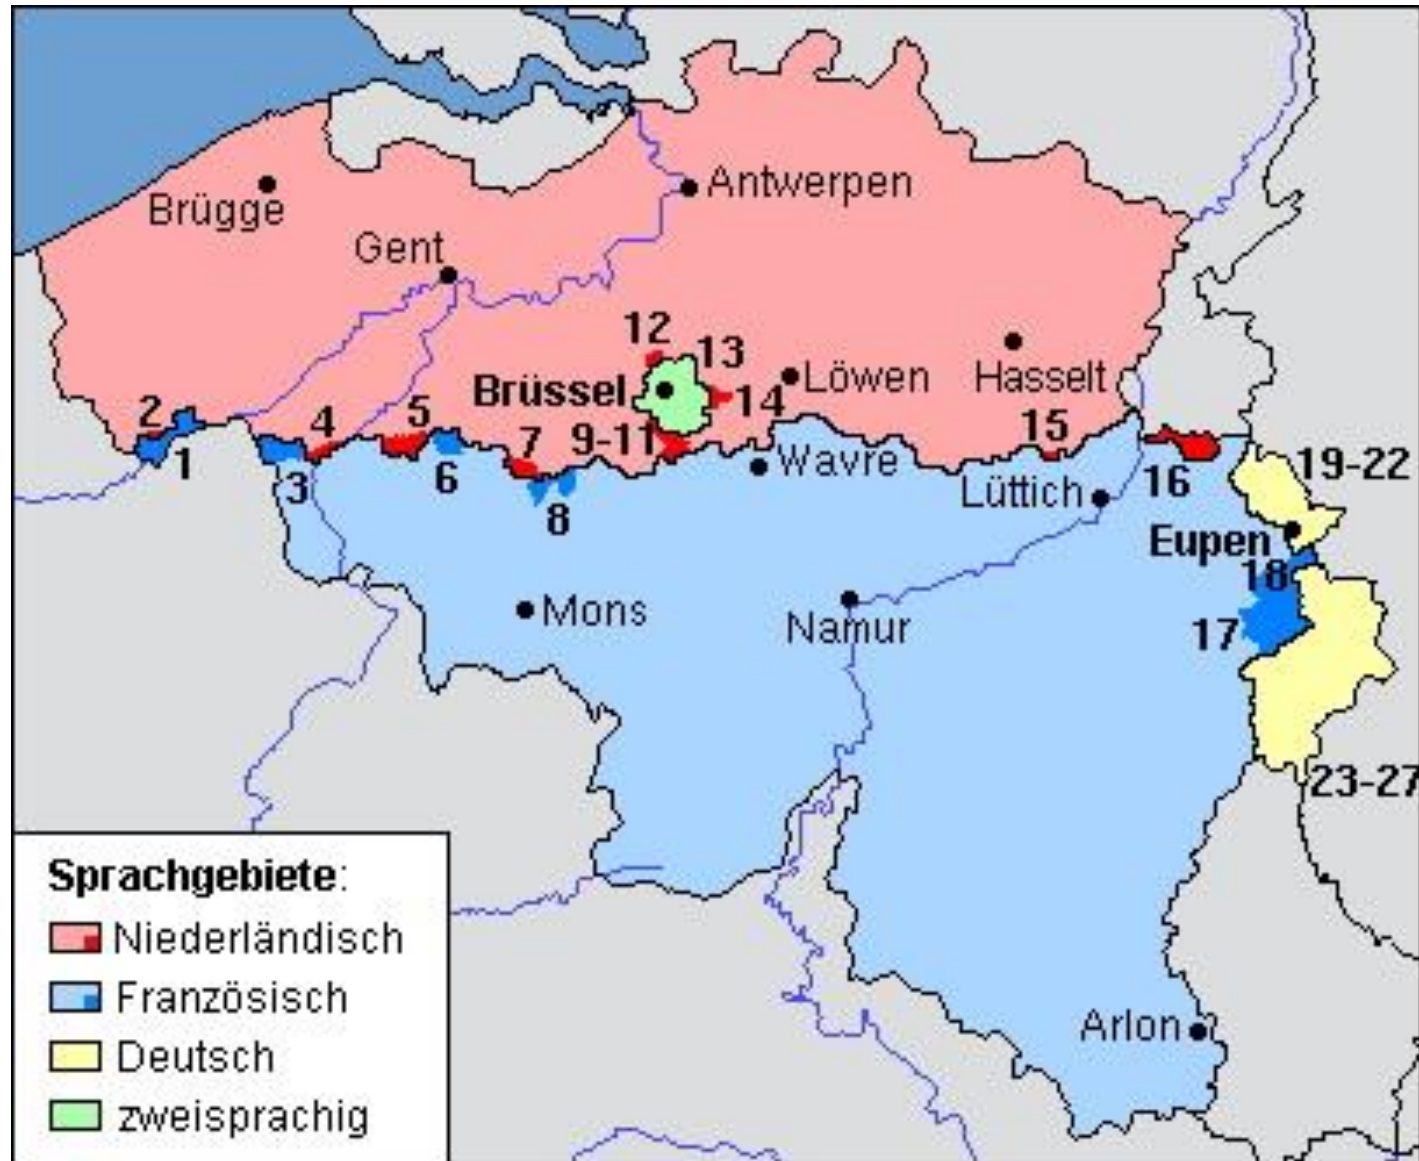 Brügge
Antwerpen
Gent
12
13
Brüssel
Löwen
Hasselt
14
2
4
5
7
9-11
15
1
3
6
8
Wavre
Lüttich
16
19-22
Eupen
18
17
Mons
Namur
23-27
Arlon
Sprachgebiete:
Niederländisch
Französisch
Deutsch
zweisprachig